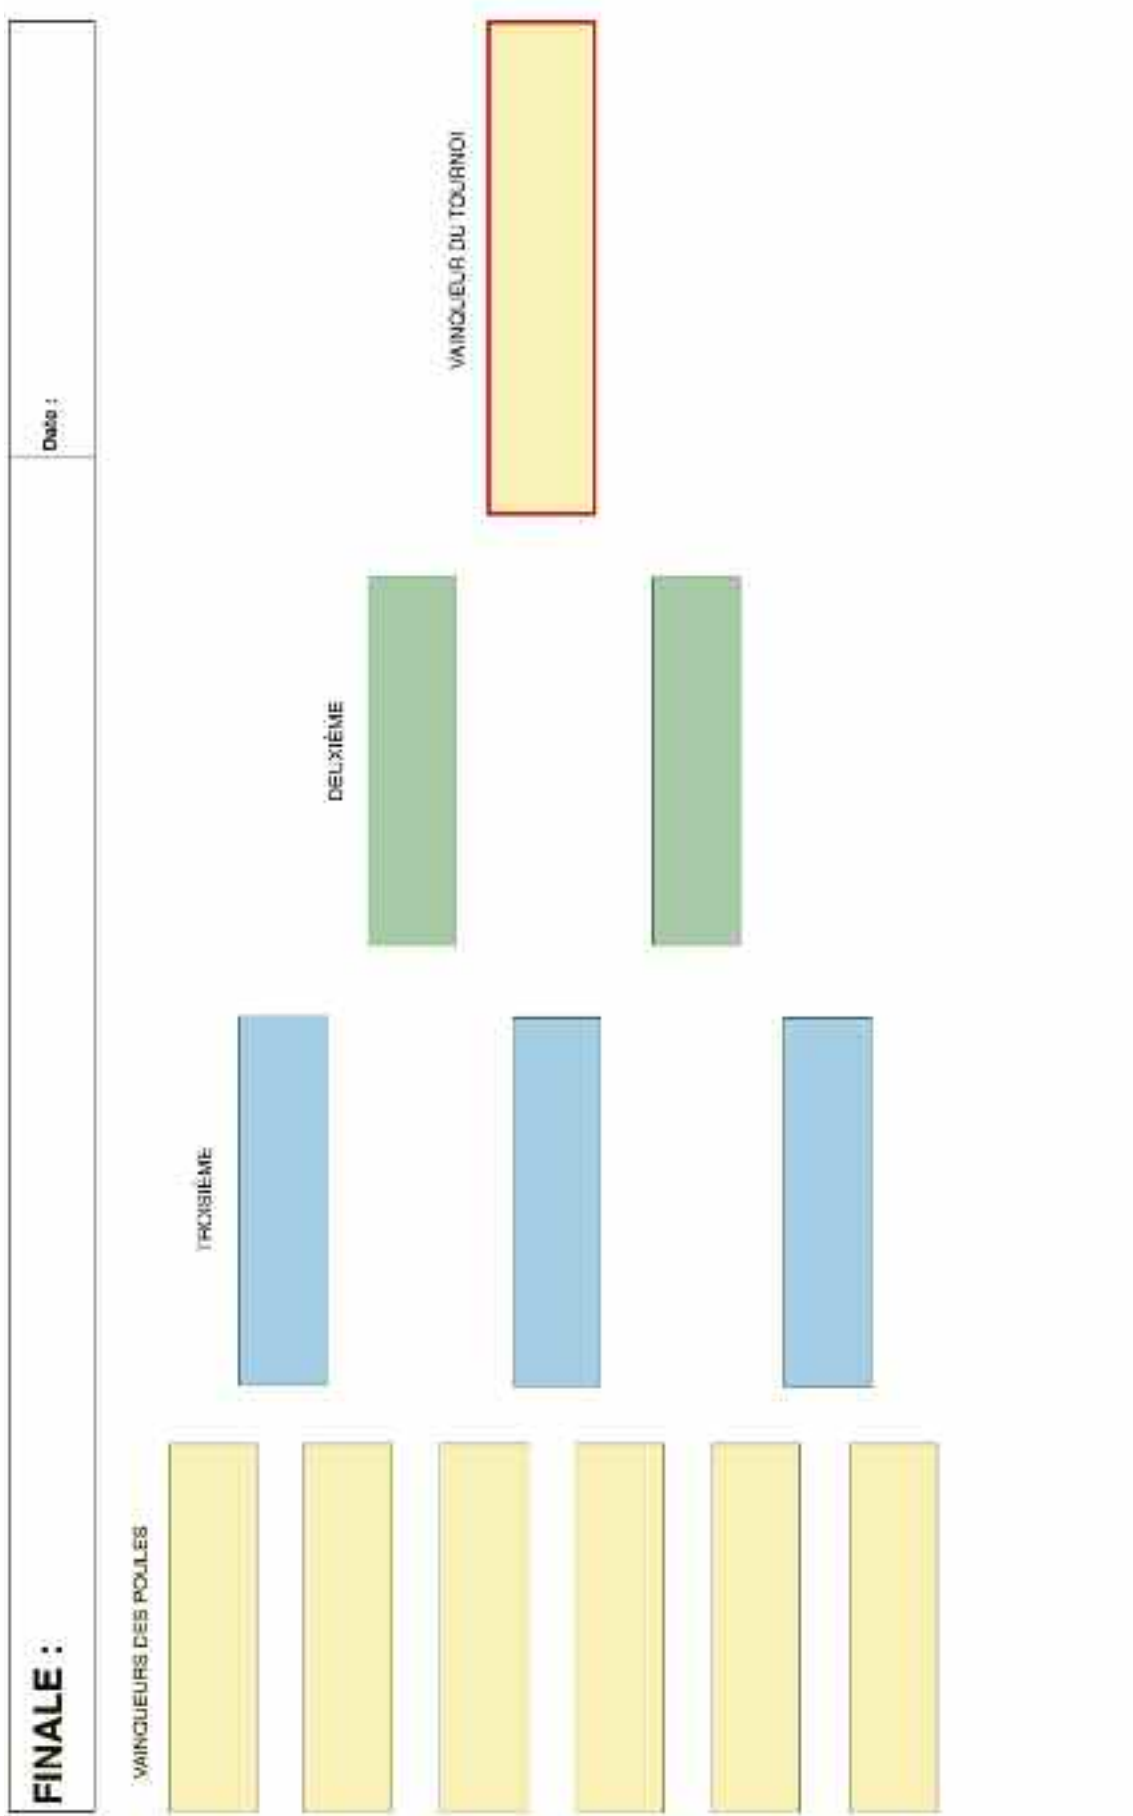 FINALE :
Date :
VAINQUEURS DES POULES
TROISIÈME
DEUXIÈME
VAINQUEUR DU TOURNOI